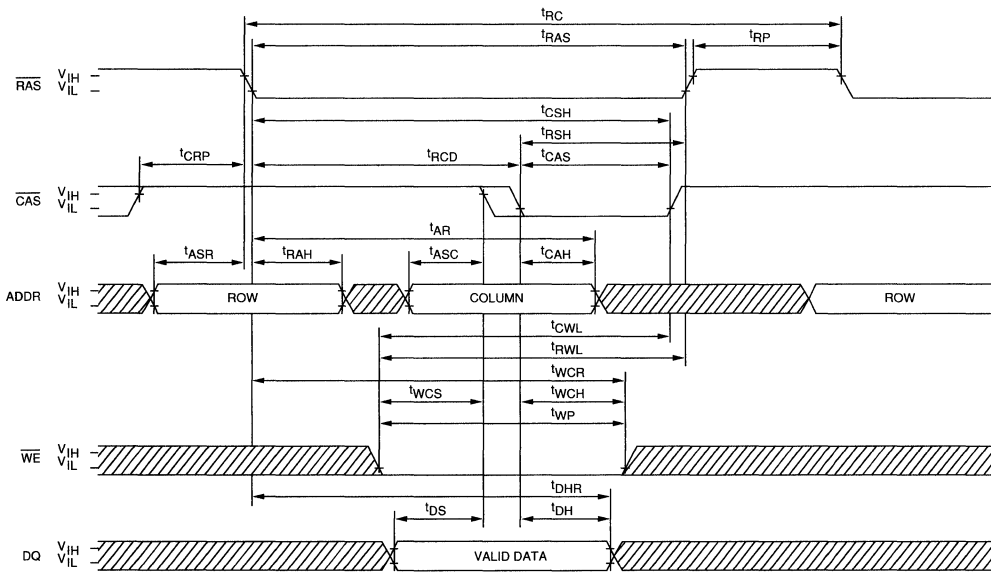 tRC
tRAS tRP
RAS VIH VIL
tCSH
tRSH
tCRP tRCD tCAS
CAS VIH VIL
tAR
tASR tRAH tASC tCAH
ADDR VIH VIL ROW COLUMN ROW
tCWL
tRWL
tWCR
tWCS tWCH
tWP
WE VIH VIL
tDHR
tDS tDH
DQ VIH VIL VALID DATA